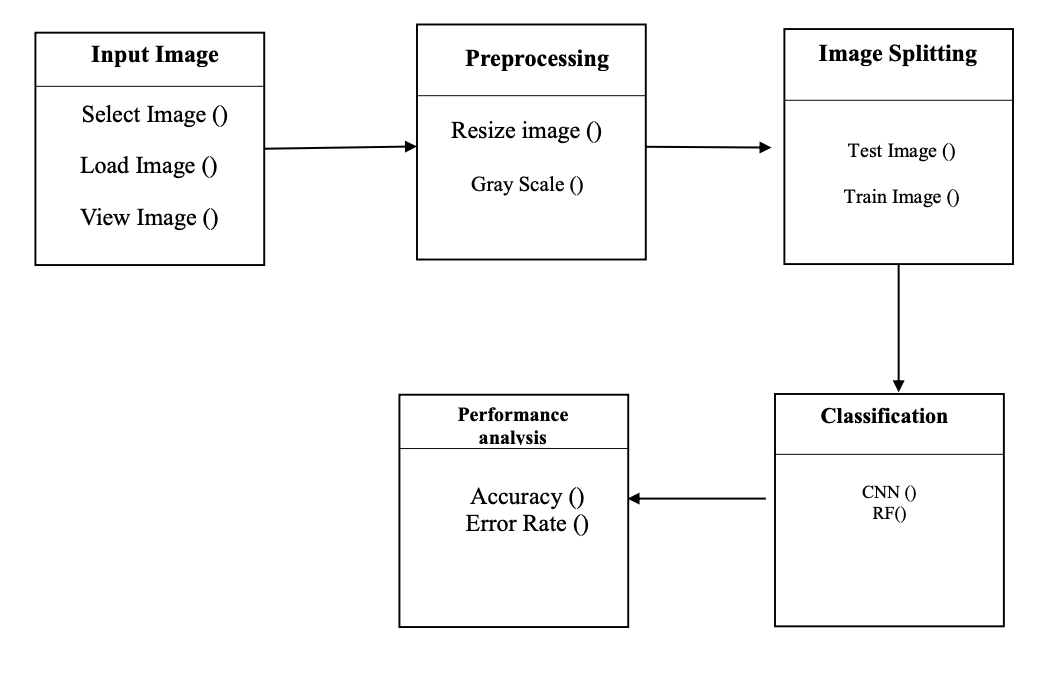 Input Image
Select Image ()
Load Image ()
View Image ()
Preprocessing
Resize image ()
Gray Scale ()
Image Splitting
Test Image ()
Train Image ()
Classification
CNN ()
RF()
Performance
analysis
Accuracy ()
Error Rate ()